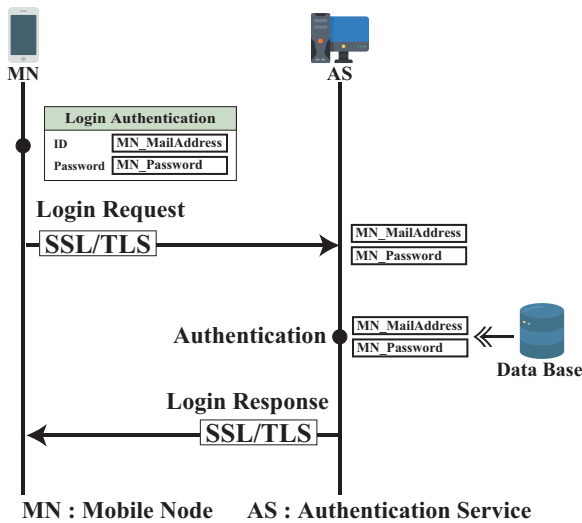 MN
AS
Login Authentication
ID MN_MailAddress
Password MN_Password
Login Request
SSL/TLS
MN_MailAddress
MN_Password
Authentication
MN_MailAddress
MN_Password
Data Base
Login Response
SSL/TLS
MN : Mobile Node AS : Authentication Service